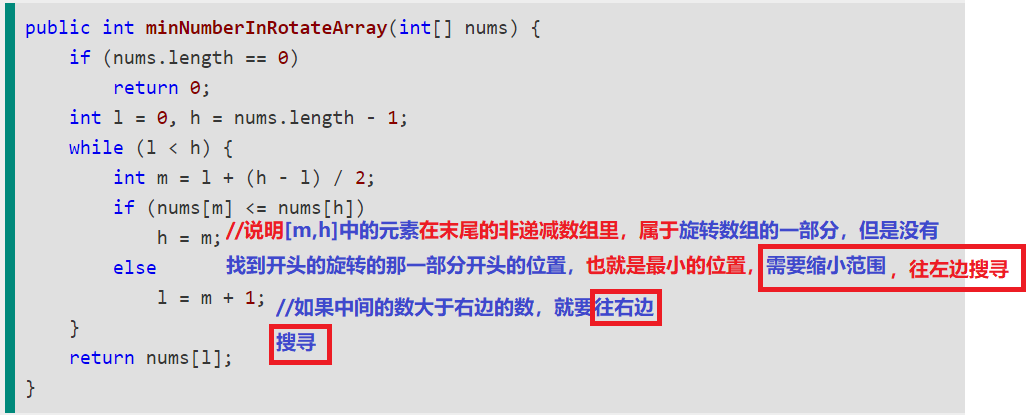 public int minNumberInRotateArray(int[] nums) {
if (nums.length == 0)
return 0;
int l = 0, h = nums.length - 1;
while (l < h) {
int m = l + (h - l) / 2;
if (nums[m] <= nums[h])
h = m; //说明[m,h]中的元素在末尾的非递减数组里，属于旋转数组的一部分，但是没有
找到开头的旋转的那一部分开头的位置，也就是最小的位置，需要缩小范围，往左边搜寻
else
l = m + 1; //如果中间的数大于右边的数，就要往右边
搜寻
}
return nums[l];
}